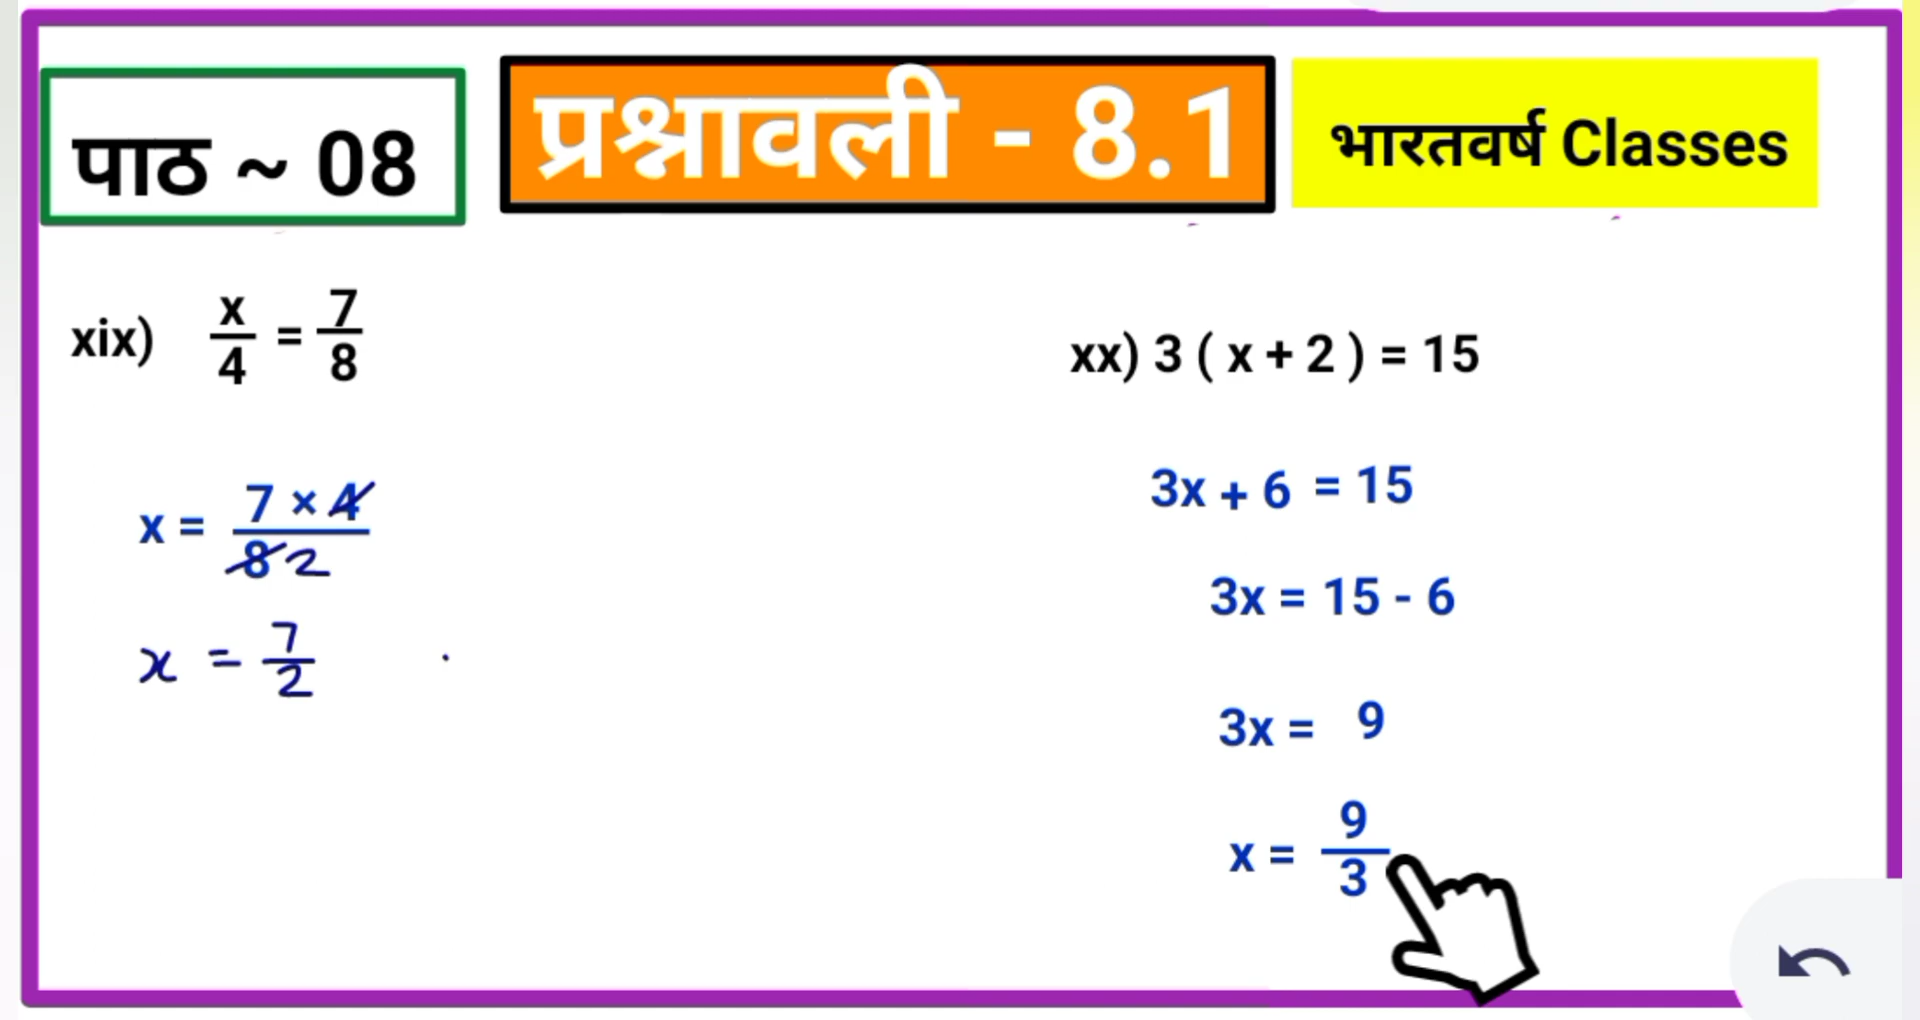 पाठ ~ 08
प्रश्नावली - 8.1
भारतवर्ष Classes
xix) x/4 = 7/8
x = 7 × 4 / 8 2
x = 7/2
xx) 3 ( x + 2 ) = 15
3x + 6 = 15
3x = 15 - 6
3x = 9
x = 9/3